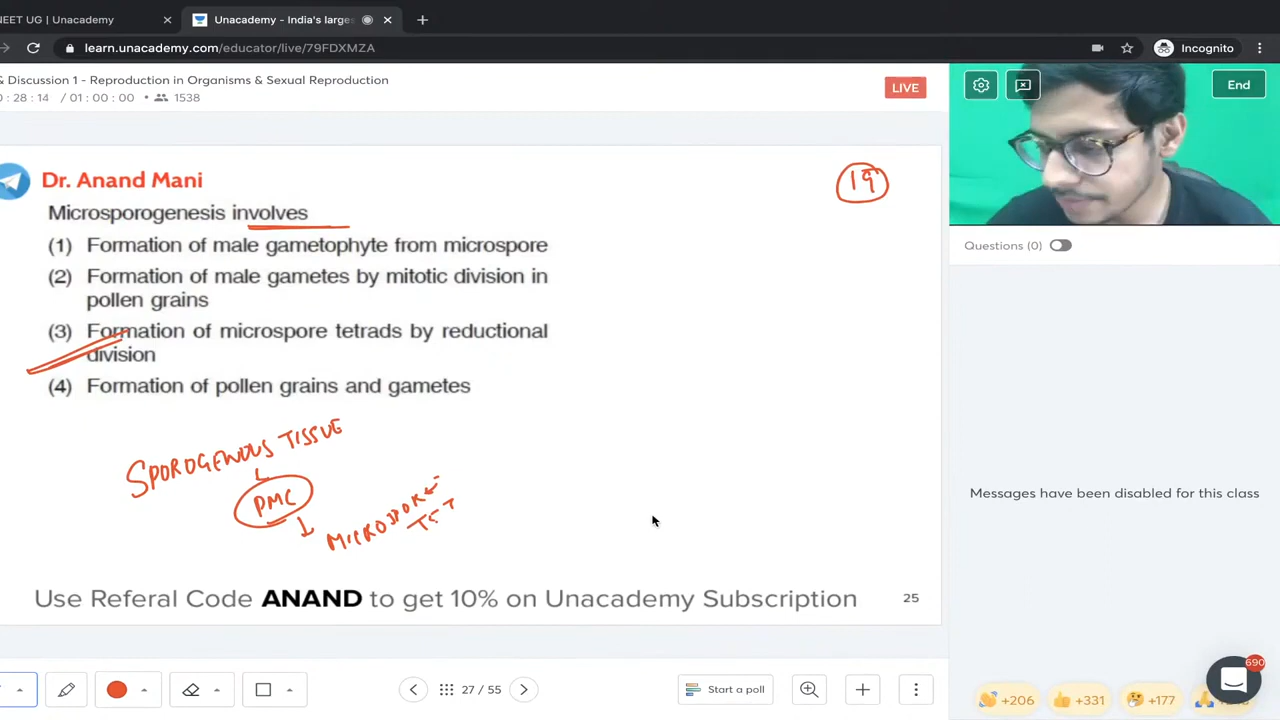 NEET UG | Unacademy
Unacademy - India's larges
learn.unacademy.com/educator/live/79FDXMZA
Incognito
& Discussion 1 - Reproduction in Organisms & Sexual Reproduction
0 : 28 : 14 / 01 : 00 : 00 • 1538
LIVE
End
Dr. Anand Mani
19
Microsporogenesis involves
(1) Formation of male gametophyte from microspore
(2) Formation of male gametes by mitotic division in
pollen grains
(3) Formation of microspore tetrads by reductional
division
(4) Formation of pollen grains and gametes
SPOROGENOUS TISSUE
PMC
Questions (0)
Messages have been disabled for this class
Use Referal Code ANAND to get 10% on Unacademy Subscription
25
27 / 55
Start a poll
690
+206
+331
+177